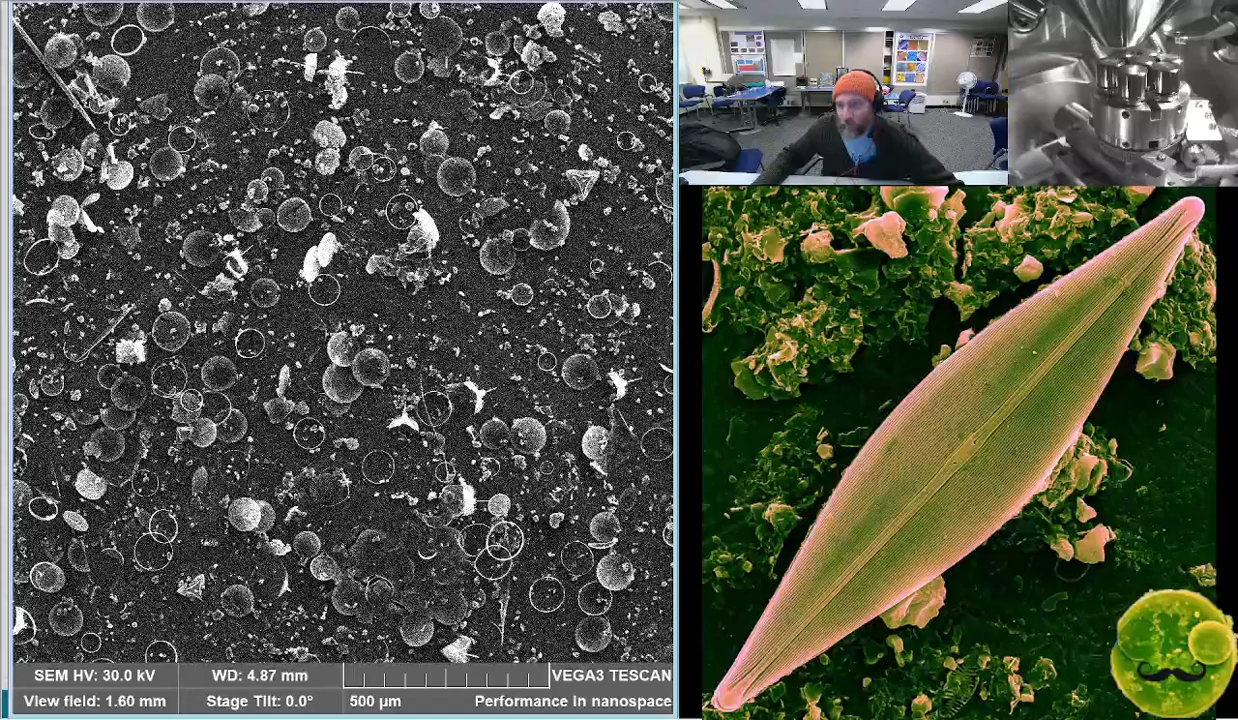 SEM HV: 30.0 kV
WD: 4.87 mm
VEGA3 TESCAN
View field: 1.60 mm
Stage Tilt: 0.0°
500 µm
Performance in nanospace